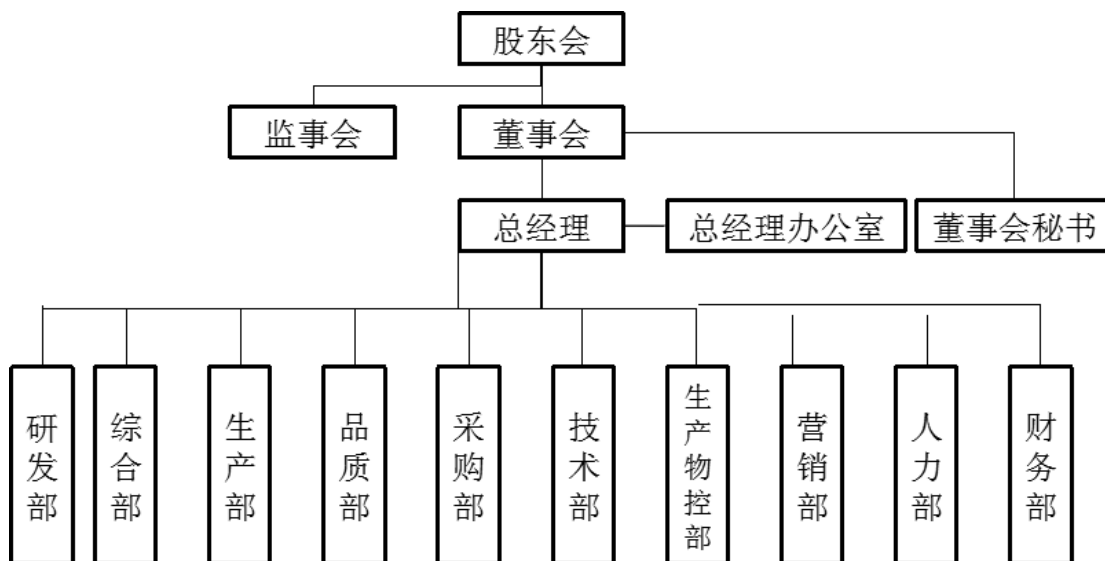 股东会
监事会
董事会
总经理
总经理办公室
董事会秘书
研发部
综合部
生产部
品质部
采购部
技术部
生产物控部
营销部
人力部
财务部